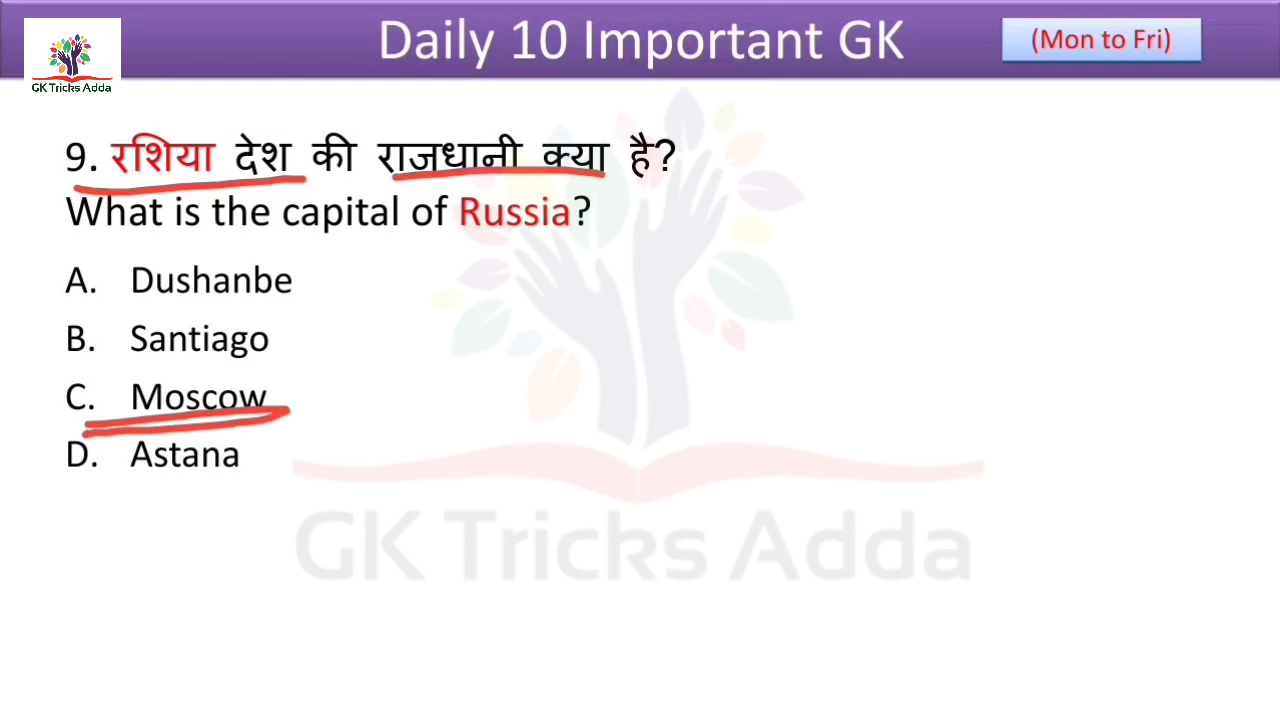 Daily 10 Important GK
(Mon to Fri)
GK Tricks Adda
9. रशिया देश की राजधानी क्या है?
What is the capital of Russia?
A. Dushanbe
B. Santiago
C. Moscow
D. Astana
GK Tricks Adda